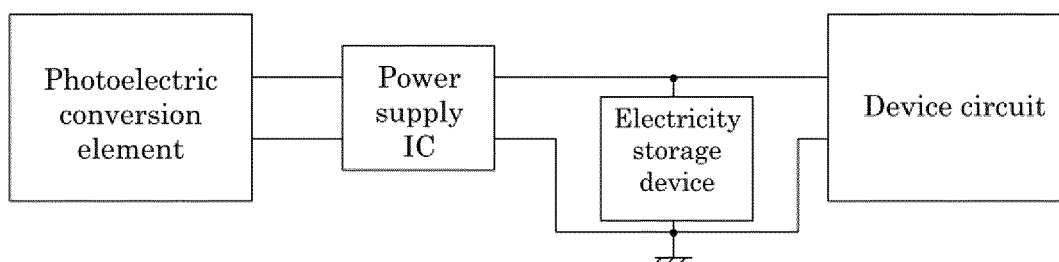 Photoelectric
conversion
element
Power
supply
IC
Electricity
storage
device
Device circuit